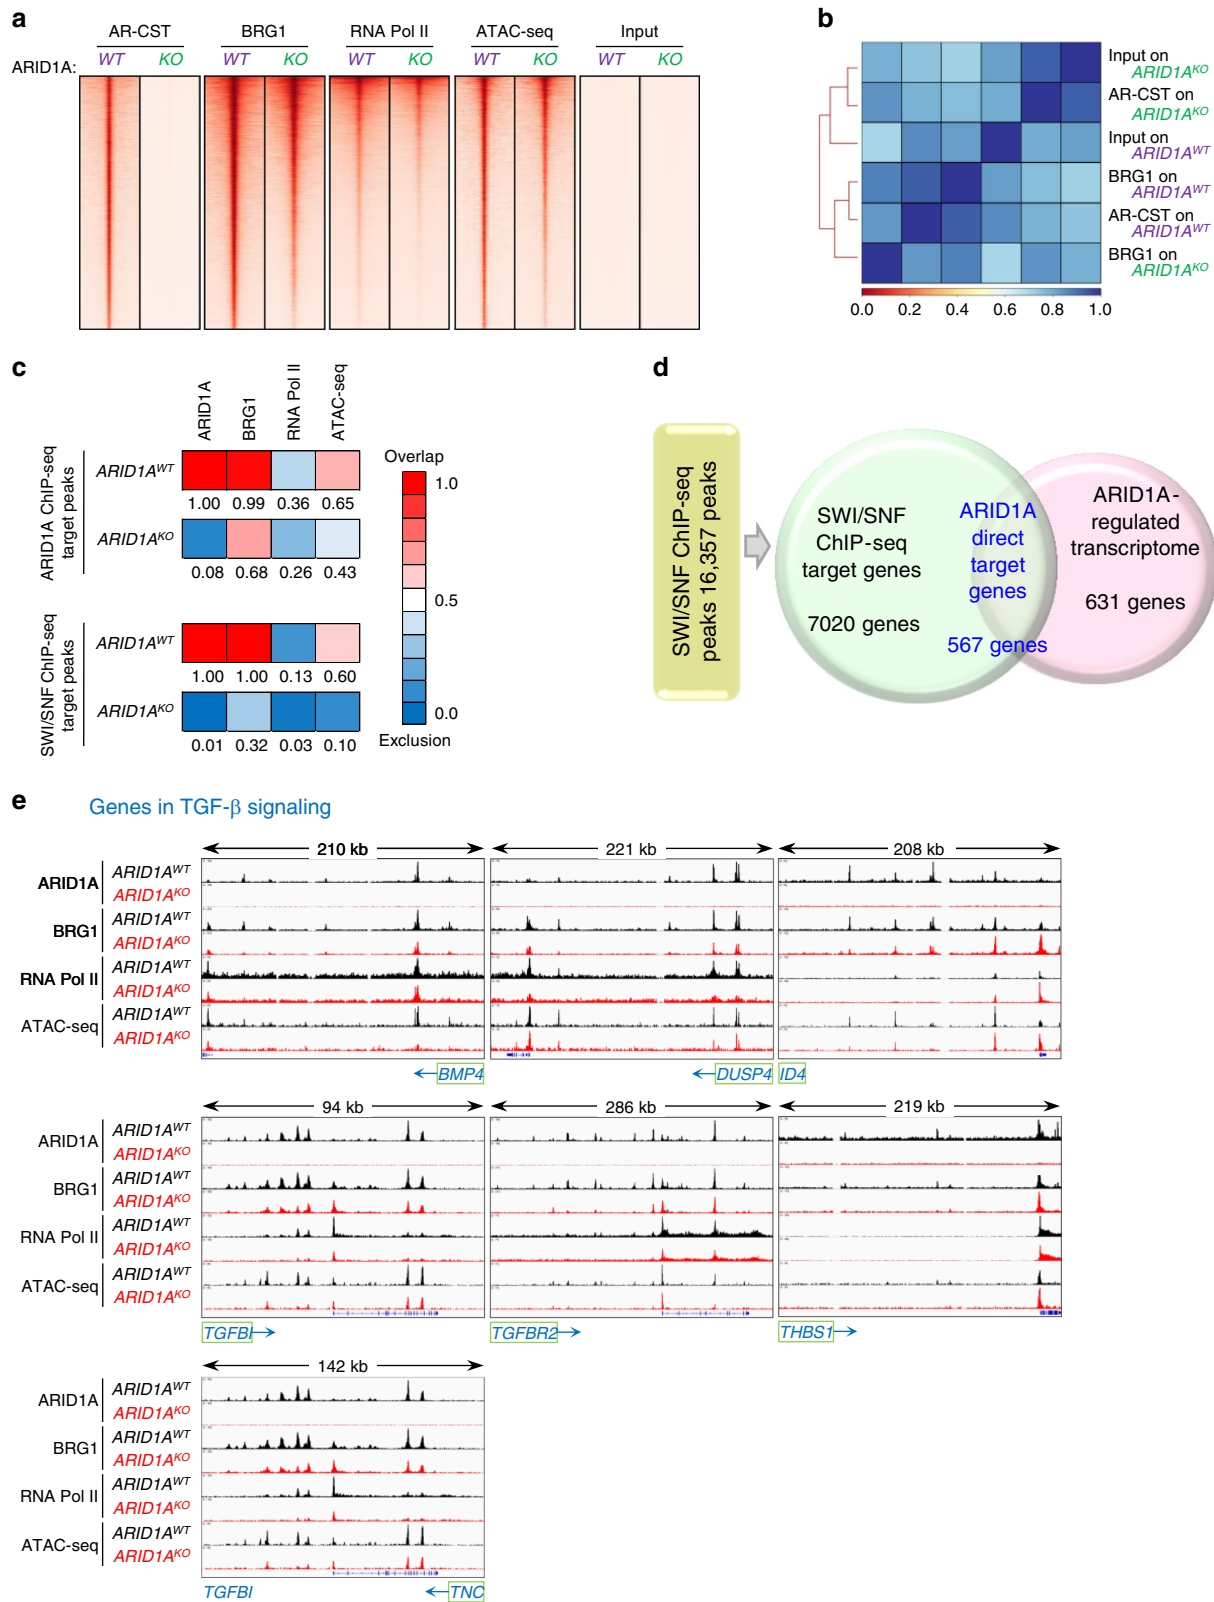 a
AR-CST BRG1 RNA Pol II ATAC-seq Input
ARID1A: WT KO WT KO WT KO WT KO WT KO
b
Input on
ARID1AKO
AR-CST on
ARID1AKO
Input on
ARID1AWT
BRG1 on
ARID1AWT
AR-CST on
ARID1AWT
BRG1 on
ARID1AKO
0.0 0.2 0.4 0.6 0.8 1.0
c
ARID1A BRG1 RNA Pol II ATAC-seq
ARID1A ChIP-seq
target peaks
ARID1AWT
1.00 0.99 0.36 0.65
ARID1AKO
0.08 0.68 0.26 0.43
SWI/SNF ChIP-seq
target peaks
ARID1AWT
1.00 1.00 0.13 0.60
ARID1AKO
0.01 0.32 0.03 0.10
Overlap
1.0
0.5
0.0
Exclusion
d
SWI/SNF ChIP-seq
peaks 16,357 peaks
SWI/SNF
ChIP-seq
target genes
7020 genes
ARID1A
direct
target
genes
567 genes
ARID1A-
regulated
transcriptome
631 genes
e
Genes in TGF-β signaling
210 kb 221 kb 208 kb
ARID1A ARID1AWT
ARID1AKO
BRG1 ARID1AWT
ARID1AKO
RNA Pol II ARID1AWT
ARID1AKO
ATAC-seq ARID1AWT
ARID1AKO
BMP4 DUSP4 ID4
94 kb 286 kb 219 kb
ARID1A ARID1AWT
ARID1AKO
BRG1 ARID1AWT
ARID1AKO
RNA Pol II ARID1AWT
ARID1AKO
ATAC-seq ARID1AWT
ARID1AKO
TGFBI TGFBR2 THBS1
142 kb
ARID1A ARID1AWT
ARID1AKO
BRG1 ARID1AWT
ARID1AKO
RNA Pol II ARID1AWT
ARID1AKO
ATAC-seq ARID1AWT
ARID1AKO
TGFBI TNC